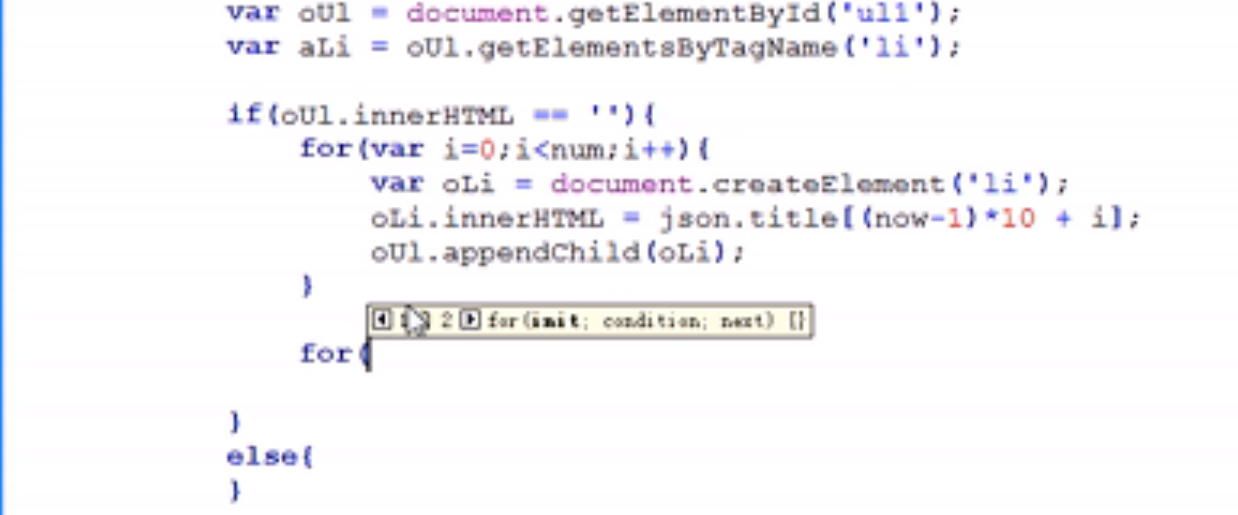 var oUl = document.getElementById('ul1');
var aLi = oUl.getElementsByTagName('li');
if(oUl.innerHTML == ''){
for(var i=0;i<num;i++){
var oLi = document.createElement('li');
oLi.innerHTML = json.title[(now-1)*10 + i];
oUl.appendChild(oLi);
}
2 for(init; condition; next) {}
for(
}
else{
}